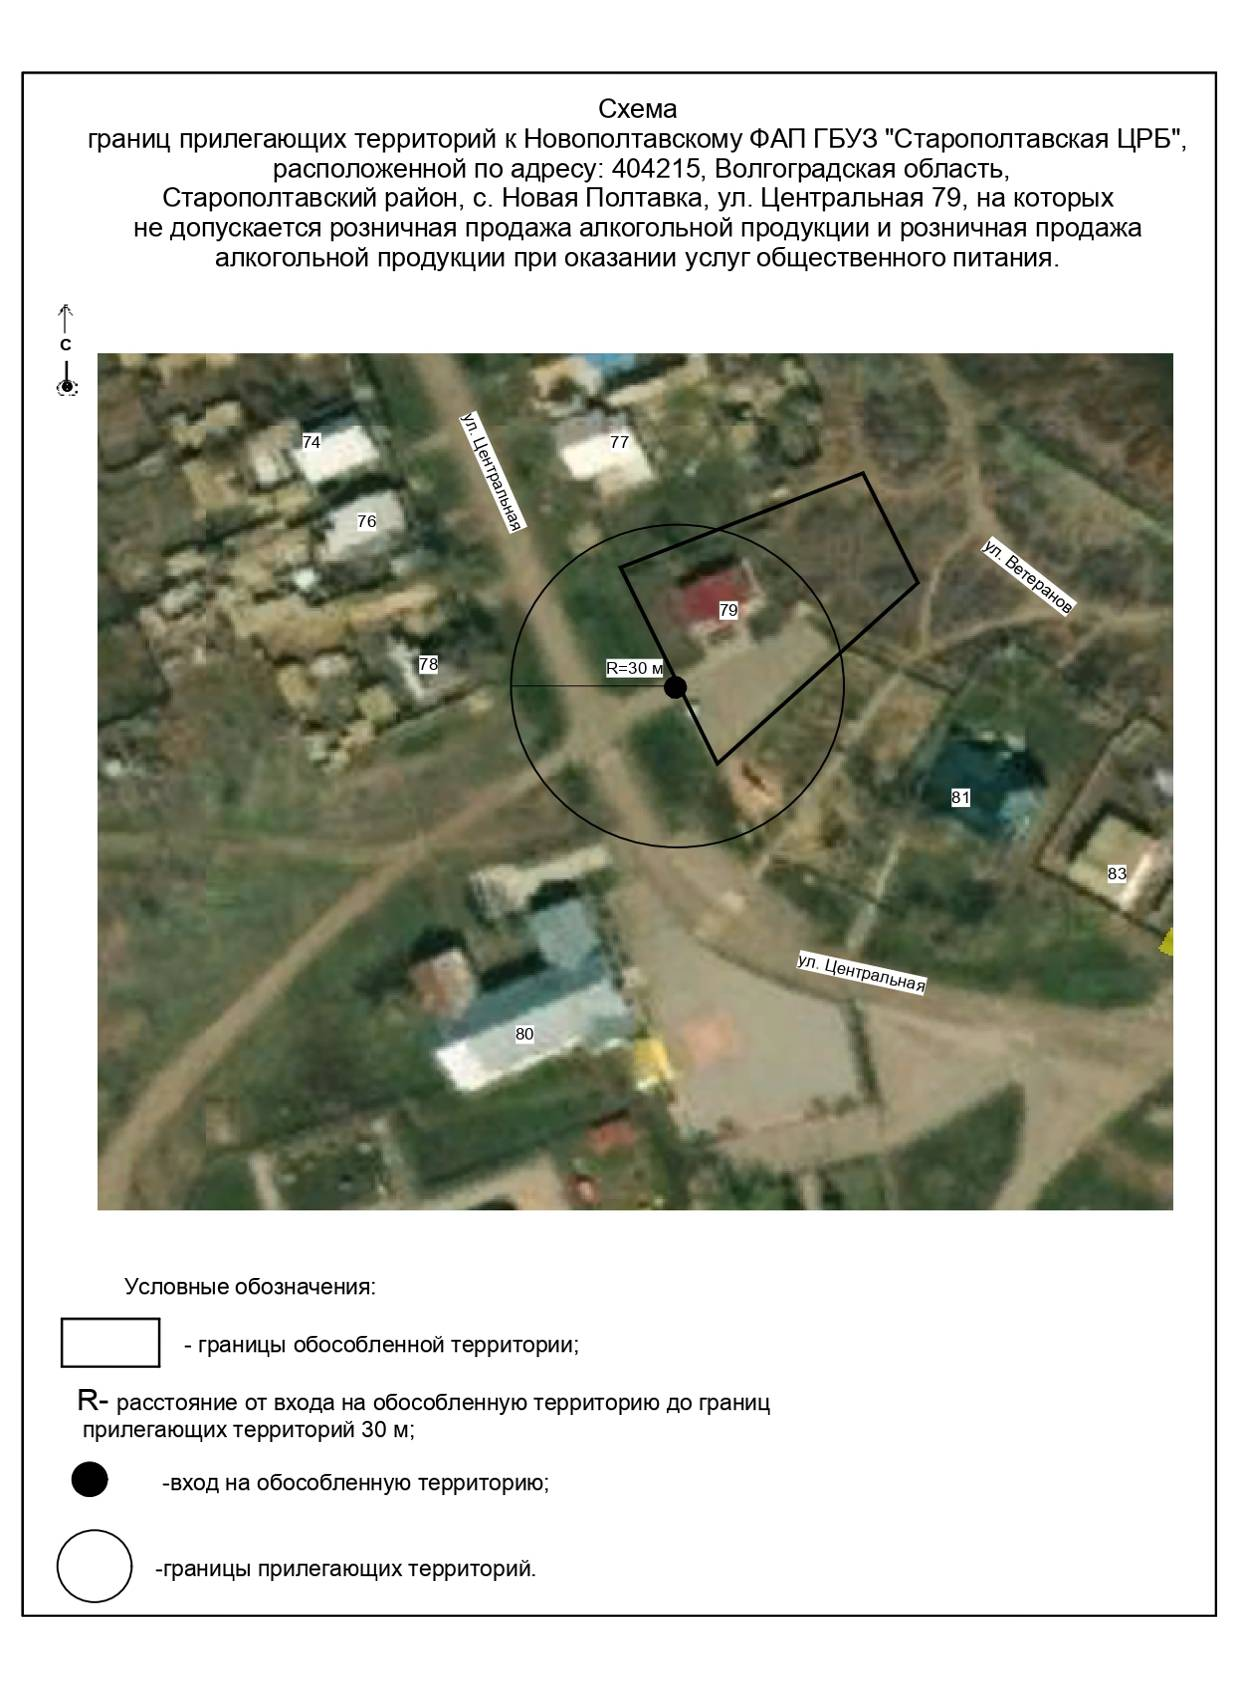 Схема
границ прилегающих территорий к Новополтавскому ФАП ГБУЗ "Старополтавская ЦРБ",
расположенной по адресу: 404215, Волгоградская область,
Старополтавский район, с. Новая Полтавка, ул. Центральная 79, на которых
не допускается розничная продажа алкогольной продукции и розничная продажа
алкогольной продукции при оказании услуг общественного питания.
С
74
ул. Центральная
77
76
ул. Ветеранов
79
78
R=30 м
81
83
ул. Центральная
80
Условные обозначения:
- границы обособленной территории;
R- расстояние от входа на обособленную территорию до границ
прилегающих территорий 30 м;
-вход на обособленную территорию;
-границы прилегающих территорий.